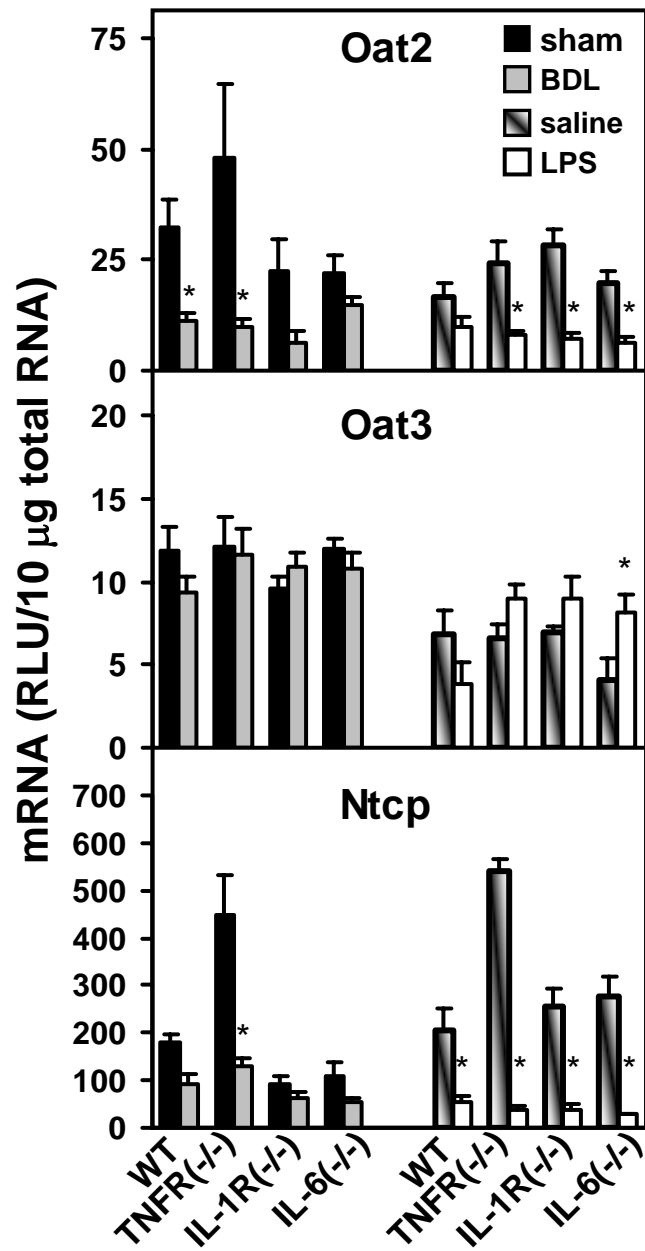 75
50
25
0
Oat2
sham
BDL
saline
LPS
* *
* * *
mRNA (RLU/10 μg total RNA)
20
15
10
5
0
Oat3
*
700
600
500
400
300
200
100
0
Ntcp
*
* * * *
WT
TNFR(-/-)
IL-1R(-/-)
IL-6(-/-)
WT
TNFR(-/-)
IL-1R(-/-)
IL-6(-/-)